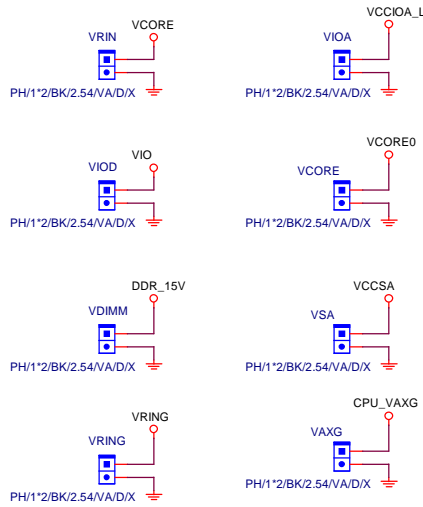 VCORE
VRIN
PH/1*2/BK/2.54/VA/D/X
VCCIOA_L
VIOA
PH/1*2/BK/2.54/VA/D/X
VIO
VIOD
PH/1*2/BK/2.54/VA/D/X
VCORE0
VCORE
PH/1*2/BK/2.54/VA/D/X
DDR_15V
VDIMM
PH/1*2/BK/2.54/VA/D/X
VCCSA
VSA
PH/1*2/BK/2.54/VA/D/X
VRING
VRING
PH/1*2/BK/2.54/VA/D/X
CPU_VAXG
VAXG
PH/1*2/BK/2.54/VA/D/X